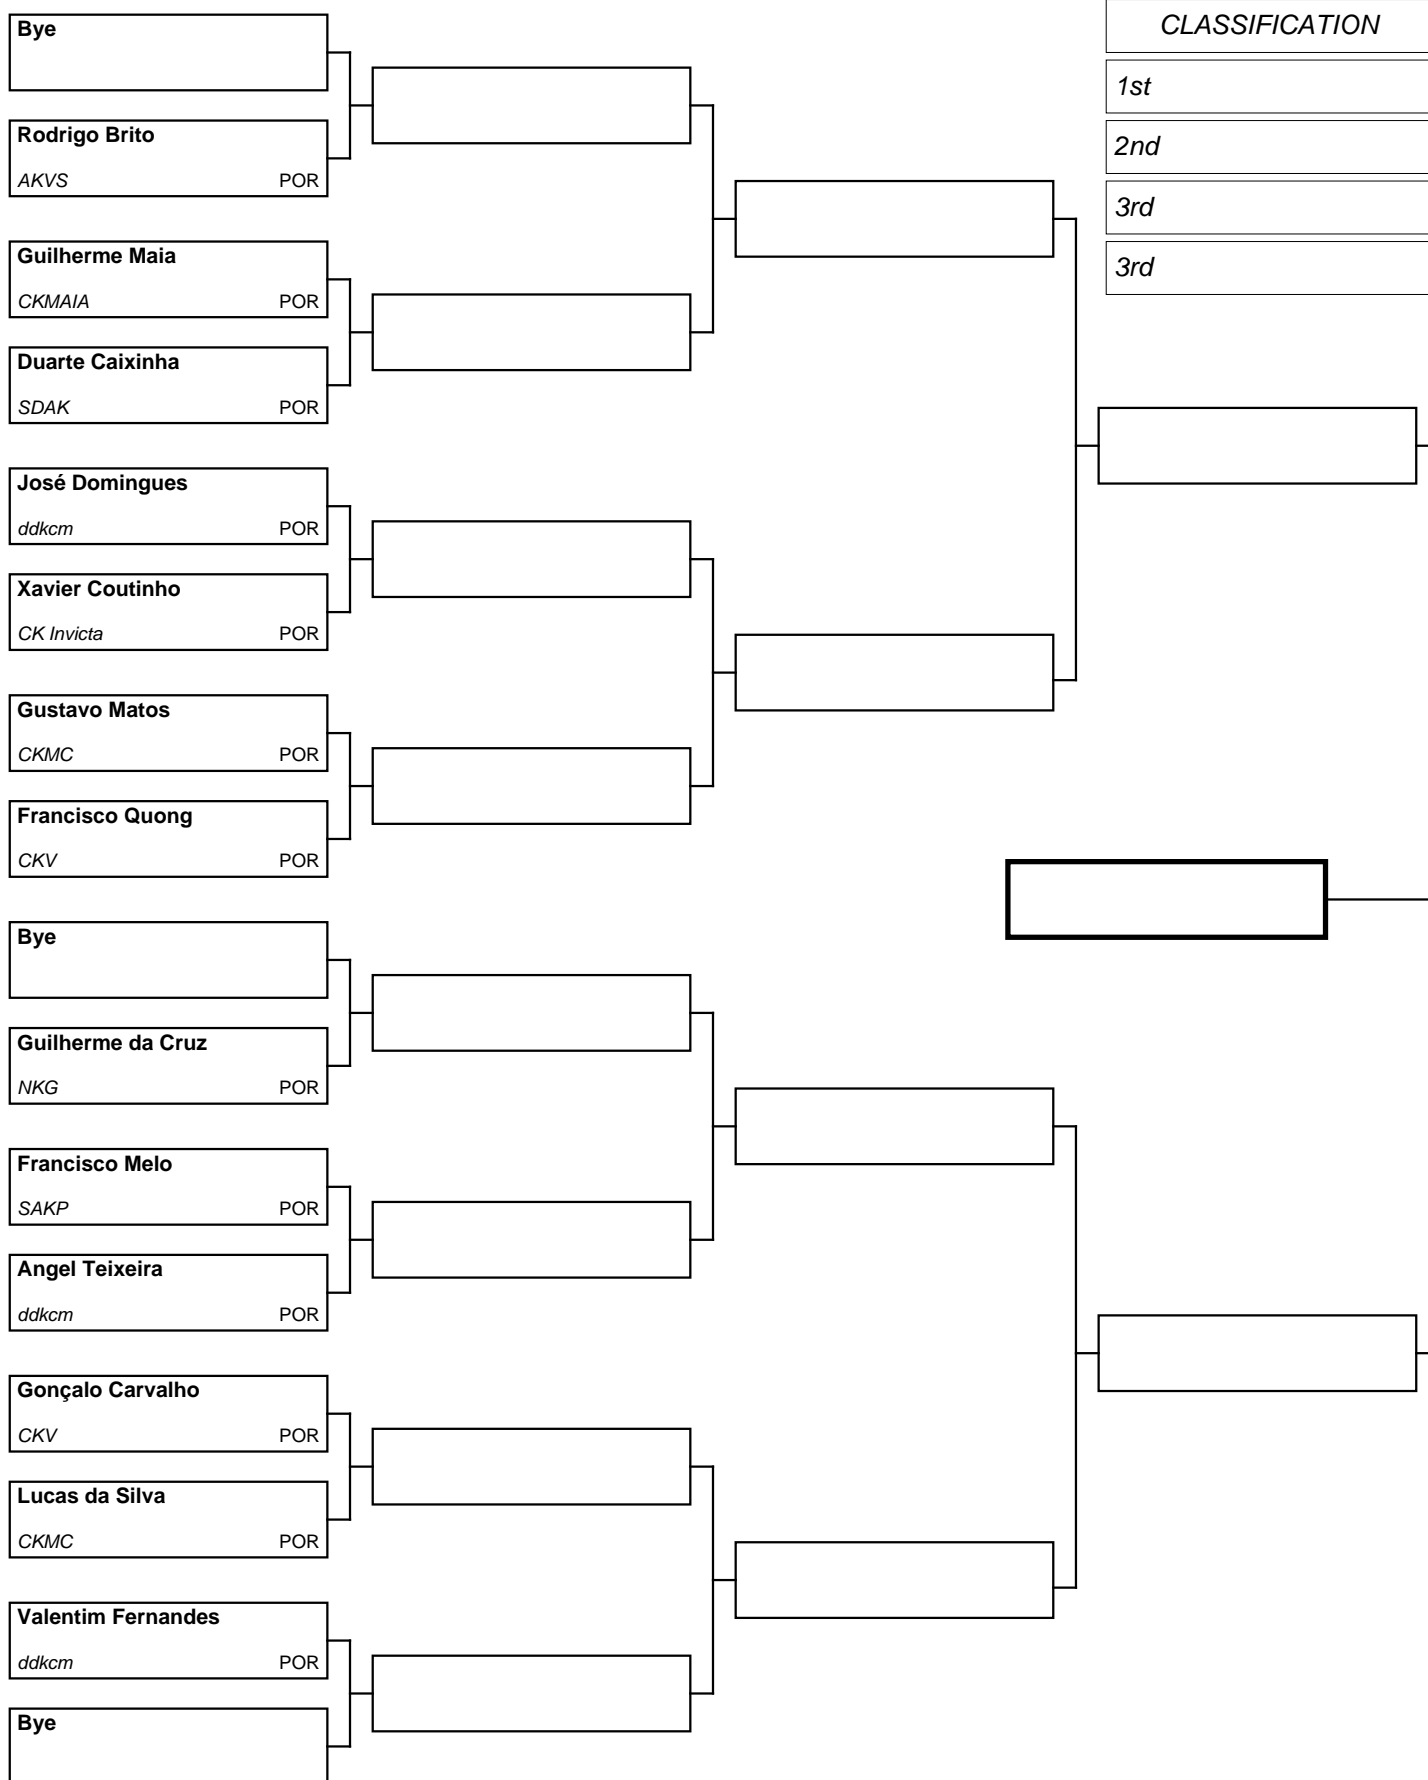 Bye
Rodrigo Brito
AKVS POR
Guilherme Maia
CKMAIA POR
Duarte Caixinha
SDAK POR
José Domingues
ddkcm POR
Xavier Coutinho
CK Invicta POR
Gustavo Matos
CKMC POR
Francisco Quong
CKV POR
Bye
Guilherme da Cruz
NKG POR
Francisco Melo
SAKP POR
Angel Teixeira
ddkcm POR
Gonçalo Carvalho
CKV POR
Lucas da Silva
CKMC POR
Valentim Fernandes
ddkcm POR
Bye
CLASSIFICATION
1st
2nd
3rd
3rd